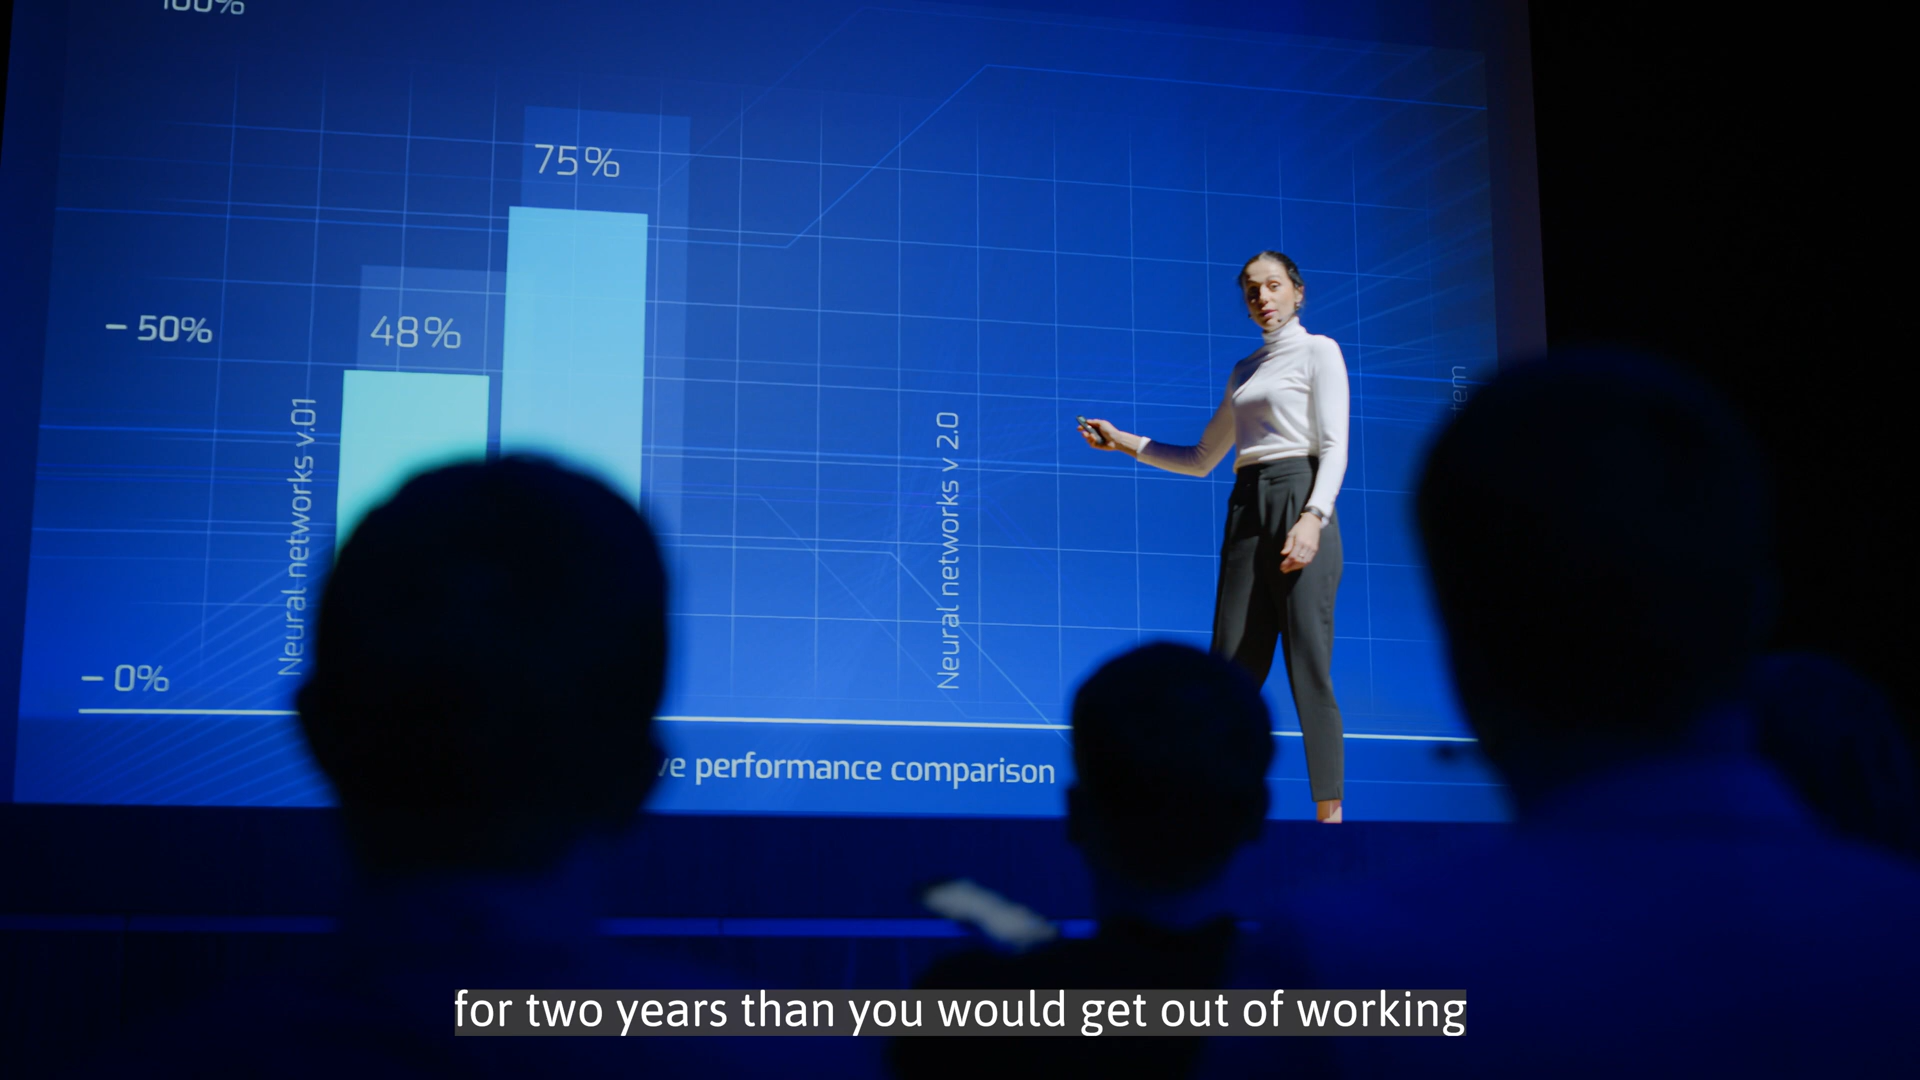 100%
75%
48%
– 50%
Neural networks v.01
Neural networks v 2.0
– 0%
performance comparison
for two years than you would get out of working